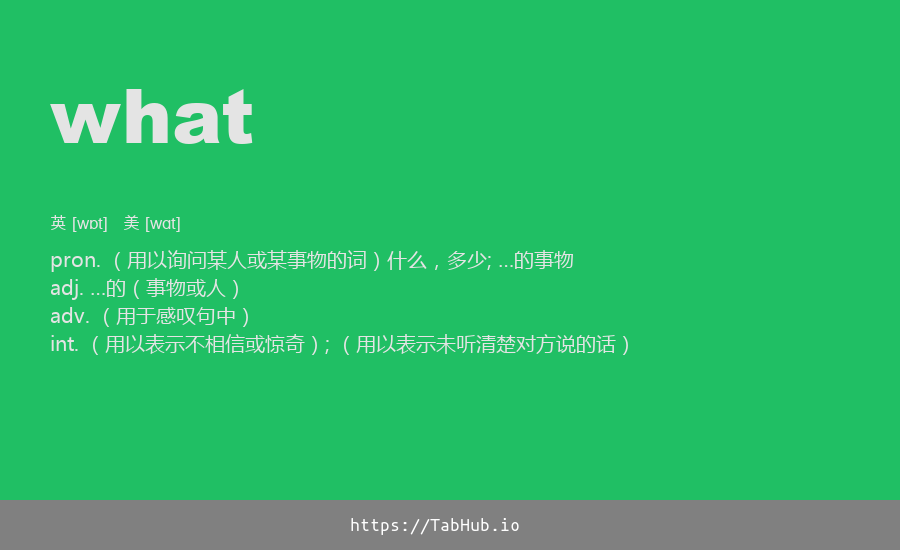 what
英 [wɒt] 美 [wɑt]
pron. （用以询问某人或某事物的词）什么，多少; ...的事物
adj. ...的（事物或人）
adv. （用于感叹句中）
int. （用以表示不相信或惊奇）; （用以表示未听清楚对方说的话）
https://TabHub.io